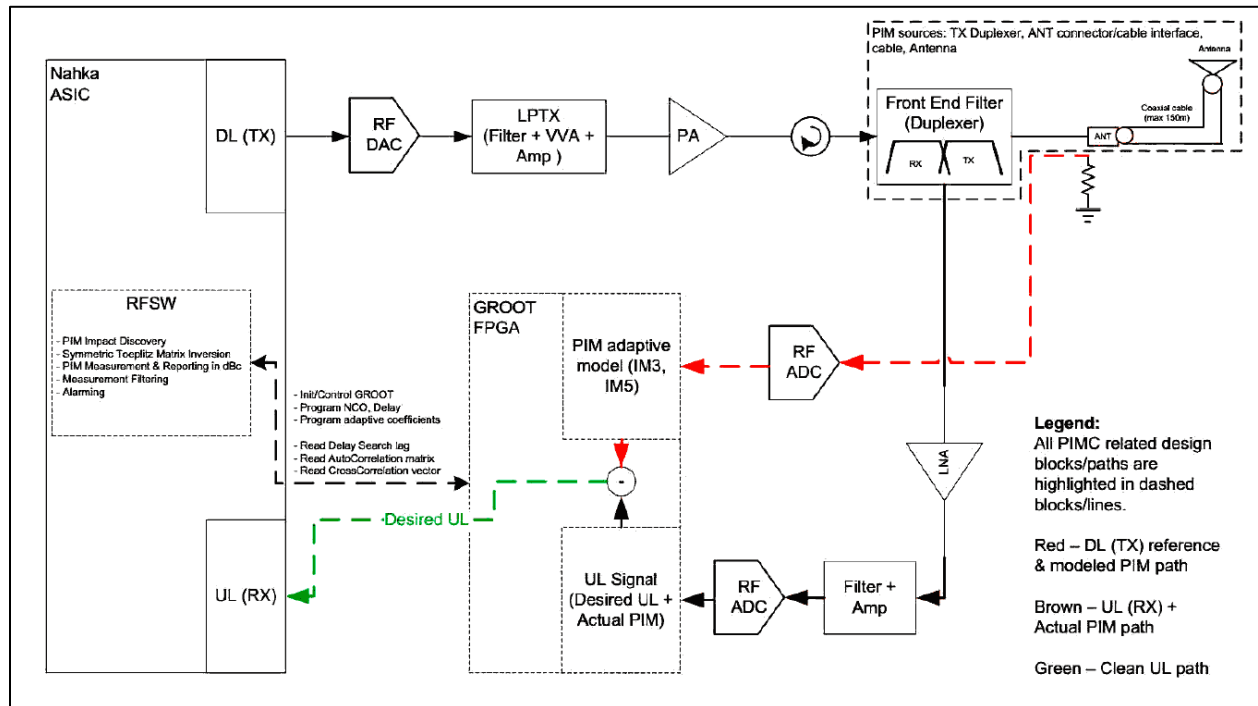 Nahka
ASIC
DL (TX)
RF
DAC
LPTX
(Filter + VVA +
Amp )
PA
PIM sources: TX Duplexer, ANT connector/cable interface,
cable, Antenna
Antenna
Front End Filter
(Duplexer)
RX
TX
Coaxial cable
(max 150m)
ANT
RFSW
- PIM Impact Discovery
- Symmetric Toeplitz Matrix Inversion
- PIM Measurement & Reporting in dBc
- Measurement Filtering
- Alarming
- Init/Control GROOT
- Program NCO, Delay
- Program adaptive coefficients
- Read Delay Search lag
- Read AutoCorrelation matrix
- Read CrossCorrelation vector
GROOT
FPGA
PIM adaptive
model (IM3,
IM5)
RF
ADC
-
Desired UL
UL (RX)
UL Signal
(Desired UL +
Actual PIM)
RF
ADC
Filter +
Amp
LNA
Legend:
All PIMC related design
blocks/paths are
highlighted in dashed
blocks/lines.
Red – DL (TX) reference
& modeled PIM path
Brown – UL (RX) +
Actual PIM path
Green – Clean UL path